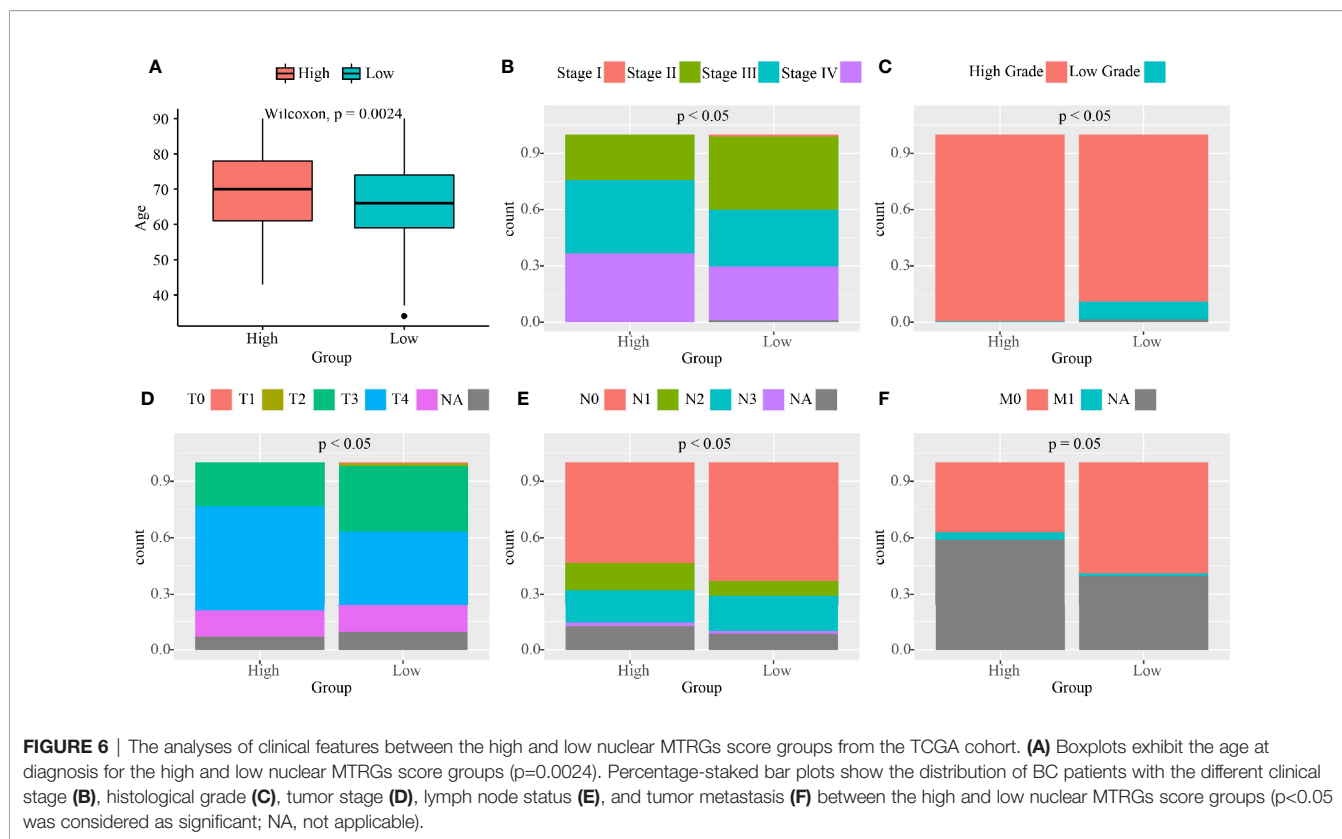 A
High Low
Wilcoxon, p = 0.0024
90
80
70
60
50
40
Age
High Low
Group
B
Stage I Stage II Stage III Stage IV
p < 0.05
0.9
0.6
0.3
0.0
count
High Low
Group
C
High Grade Low Grade
p < 0.05
0.9
0.6
0.3
0.0
count
High Low
Group
D
T0 T1 T2 T3 T4 NA
p < 0.05
0.9
0.6
0.3
0.0
count
High Low
Group
E
N0 N1 N2 N3 NA
p < 0.05
0.9
0.6
0.3
0.0
count
High Low
Group
F
M0 M1 NA
p = 0.05
0.9
0.6
0.3
0.0
count
High Low
Group
FIGURE 6 | The analyses of clinical features between the high and low nuclear MTRGs score groups from the TCGA cohort. (A) Boxplots exhibit the age at
diagnosis for the high and low nuclear MTRGs score groups (p=0.0024). Percentage-staked bar plots show the distribution of BC patients with the different clinical
stage (B), histological grade (C), tumor stage (D), lymph node status (E), and tumor metastasis (F) between the high and low nuclear MTRGs score groups (p<0.05
was considered as significant; NA, not applicable).